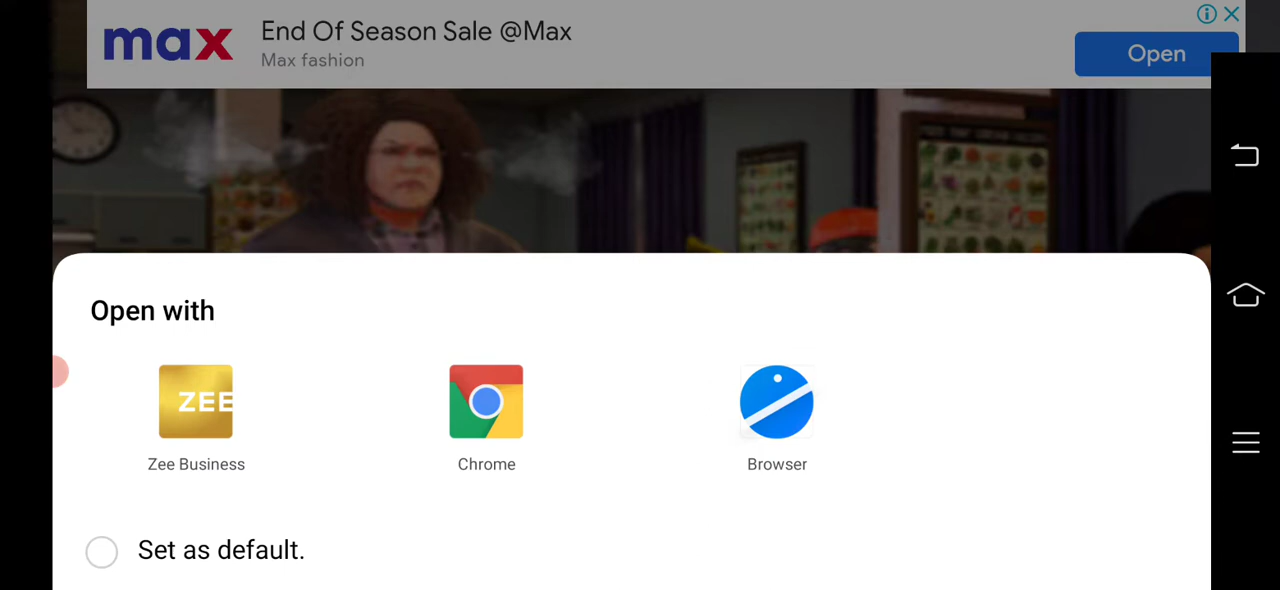 max
End Of Season Sale @Max
Max fashion
Open
Open with
ZEE
Zee Business
Chrome
Browser
Set as default.